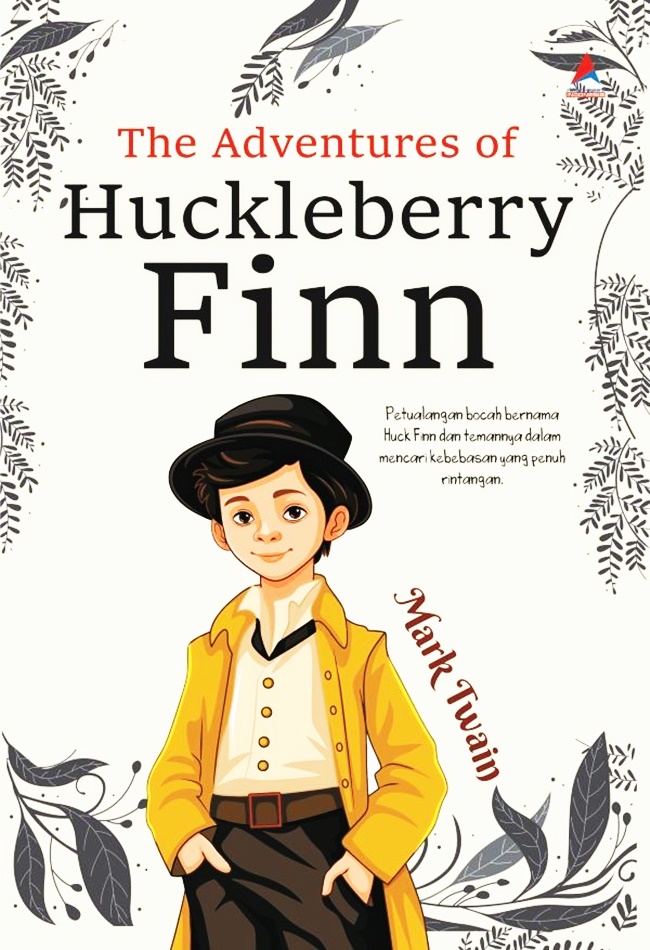 The Adventures of
Huckleberry
Finn
Petualangan bocah bernama
Huck Finn dan temannya dalam
mencari kebebasan yang penuh
rintangan.
Mark Twain